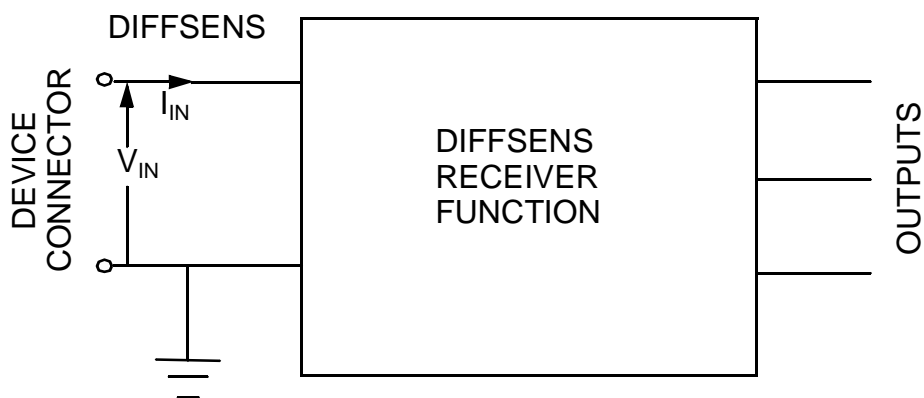 DIFFSENS
DEVICE
CONNECTOR
I_IN
V_IN
DIFFSENS
RECEIVER
FUNCTION
OUTPUTS